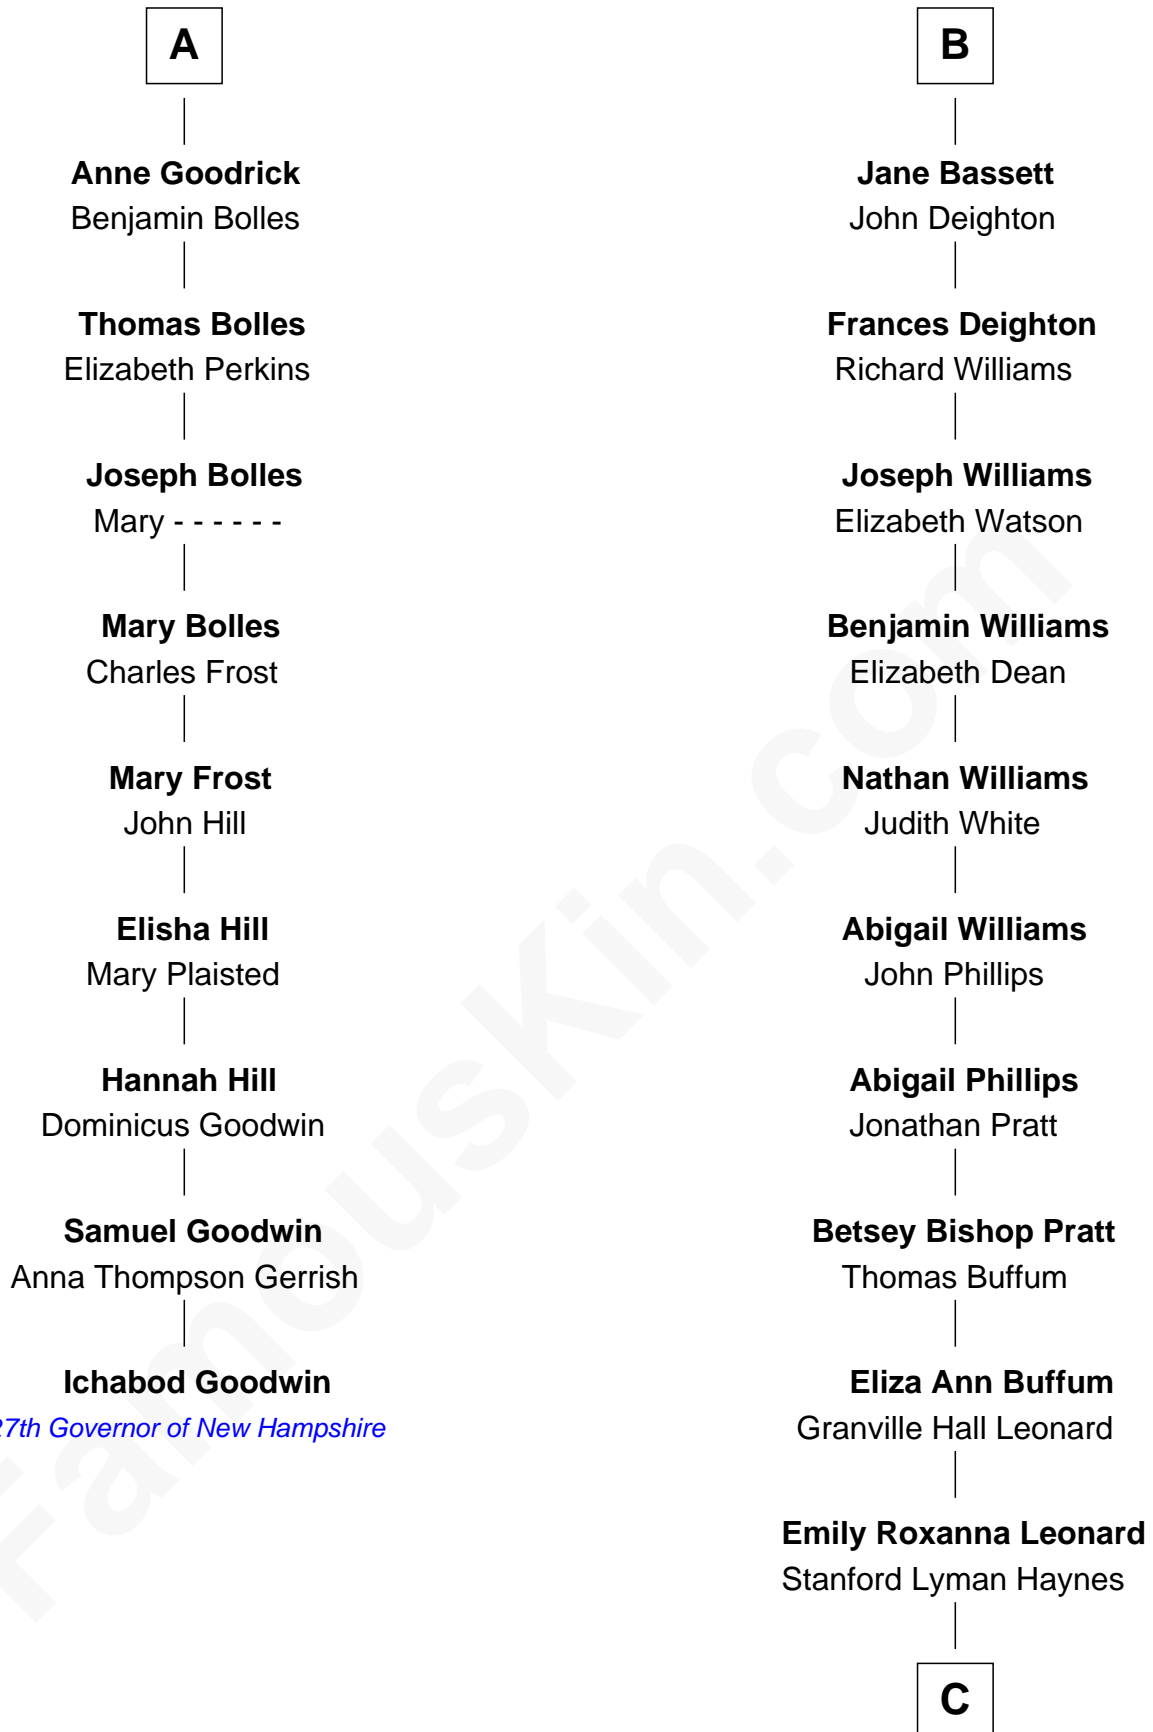 A
Anne Goodrick
Benjamin Bolles
Thomas Bolles
Elizabeth Perkins
Joseph Bolles
Mary - - - - - -
Mary Bolles
Charles Frost
Mary Frost
John Hill
Elisha Hill
Mary Plaisted
Hannah Hill
Dominicus Goodwin
Samuel Goodwin
Anna Thompson Gerrish
Ichabod Goodwin
27th Governor of New Hampshire
B
Jane Bassett
John Deighton
Frances Deighton
Richard Williams
Joseph Williams
Elizabeth Watson
Benjamin Williams
Elizabeth Dean
Nathan Williams
Judith White
Abigail Williams
John Phillips
Abigail Phillips
Jonathan Pratt
Betsey Bishop Pratt
Thomas Buffum
Eliza Ann Buffum
Granville Hall Leonard
Emily Roxanna Leonard
Stanford Lyman Haynes
C
FamousKin.com